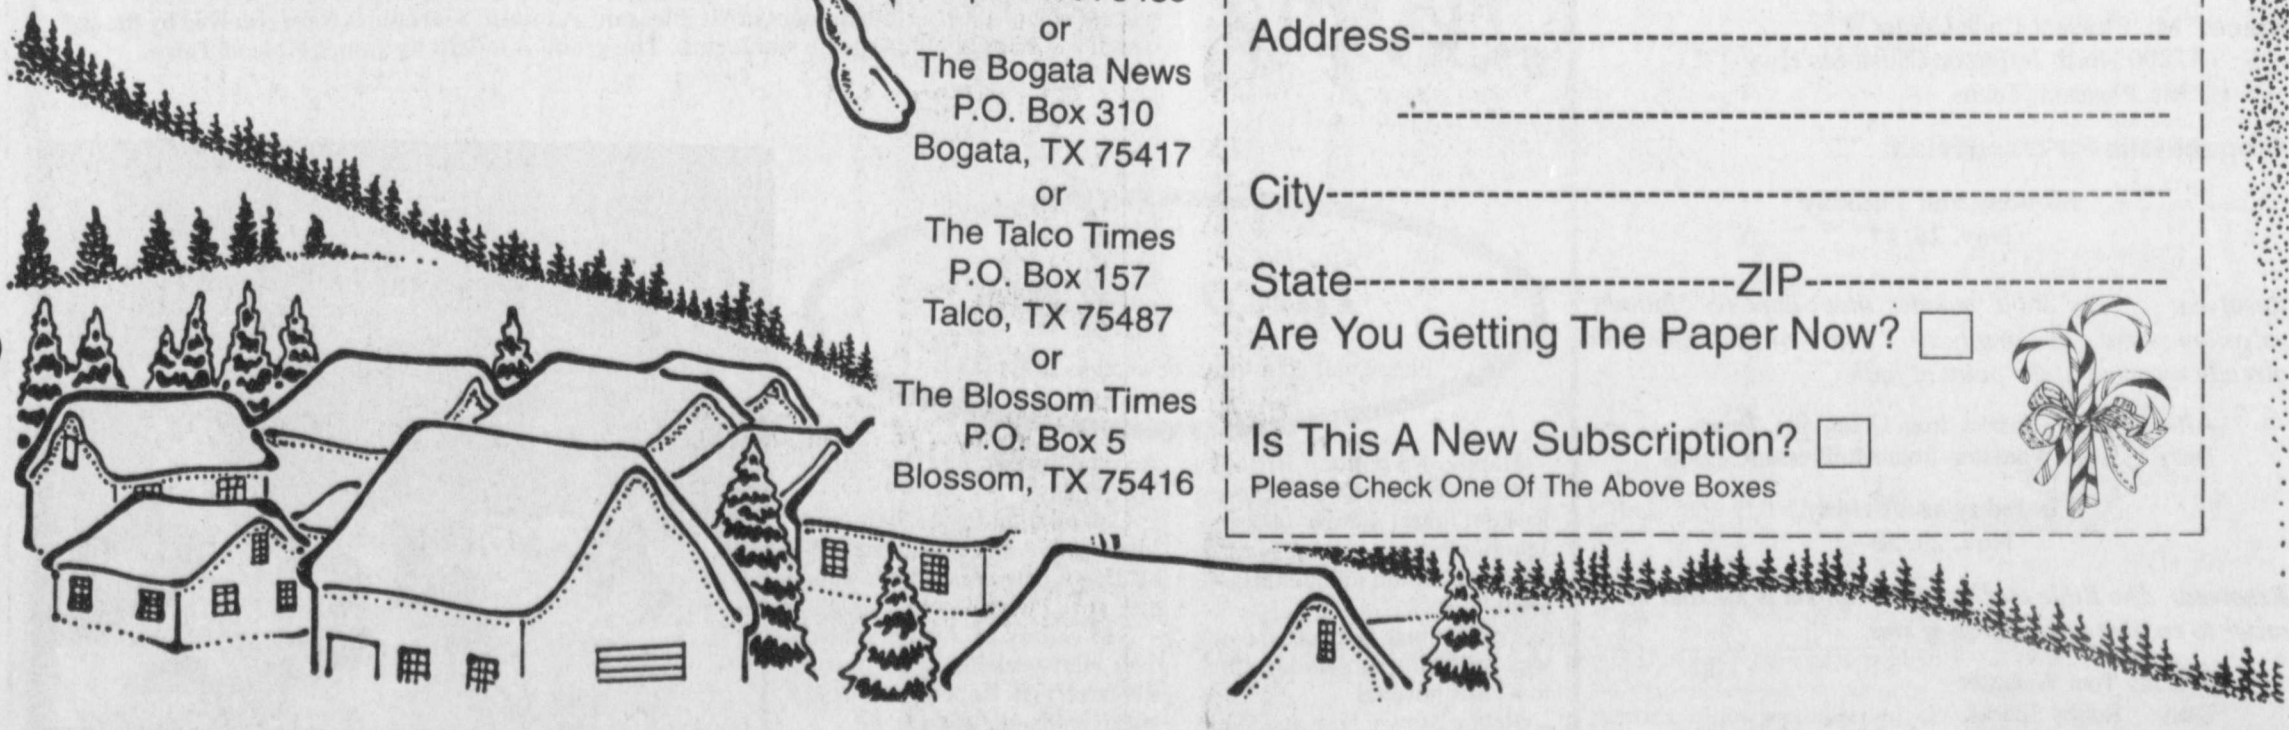 or
The Bogata News
P.O. Box 310
Bogata, TX 75417
or
The Talco Times
P.O. Box 157
Talco, TX 75487
or
The Blossom Times
P.O. Box 5
Blossom, TX 75416
Address
City
State ZIP
Are You Getting The Paper Now?
Is This A New Subscription?
Please Check One Of The Above Boxes